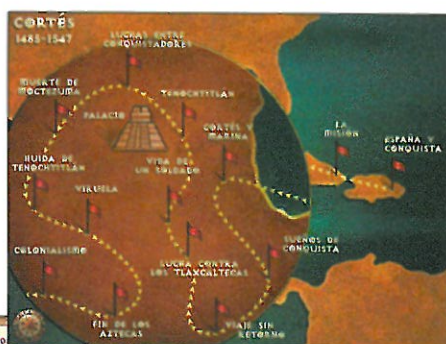 CORTÉS
1485-1547
LUCHAS ENTRE
CONQUISTADORES
MUERTE DE
MOCTEZUMA
TENOCHTITLAN
PALACIO
CORTÉS Y
MARINA
LA
MISIÓN
ESPAÑA Y
CONQUISTA
HUIDA DE
TENOCHTITLAN
VIDA DE
UN SOLDADO
VIRUELA
SUEÑOS DE
CONQUISTA
COLONIALISMO
LUCHA CONTRA
LOS TLAXCALTECAS
FIN DE LOS
AZTECAS
VIAJE SIN
RETORNO